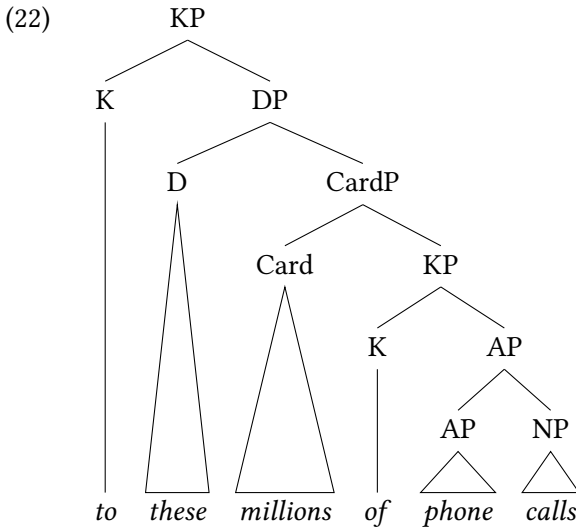 (22) KP
K DP
D CardP
Card KP
K AP
AP NP
to these millions of phone calls